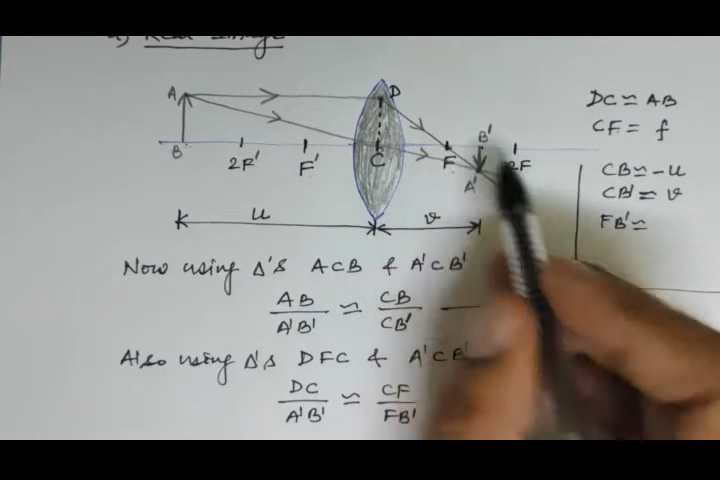 a) Real Image
A
D
B'
B
2F'
F'
C
F
2F
A'
u
v
DC ≃ AB
CF = f
CB ≃ -u
CB' ≃ v
FB' ≃
Now using Δ'S ACB & A'CB'
AB/A'B' ≃ CB/CB' —
Also using Δ's DFC & A'CB'
DC/A'B' ≃ CF/FB'